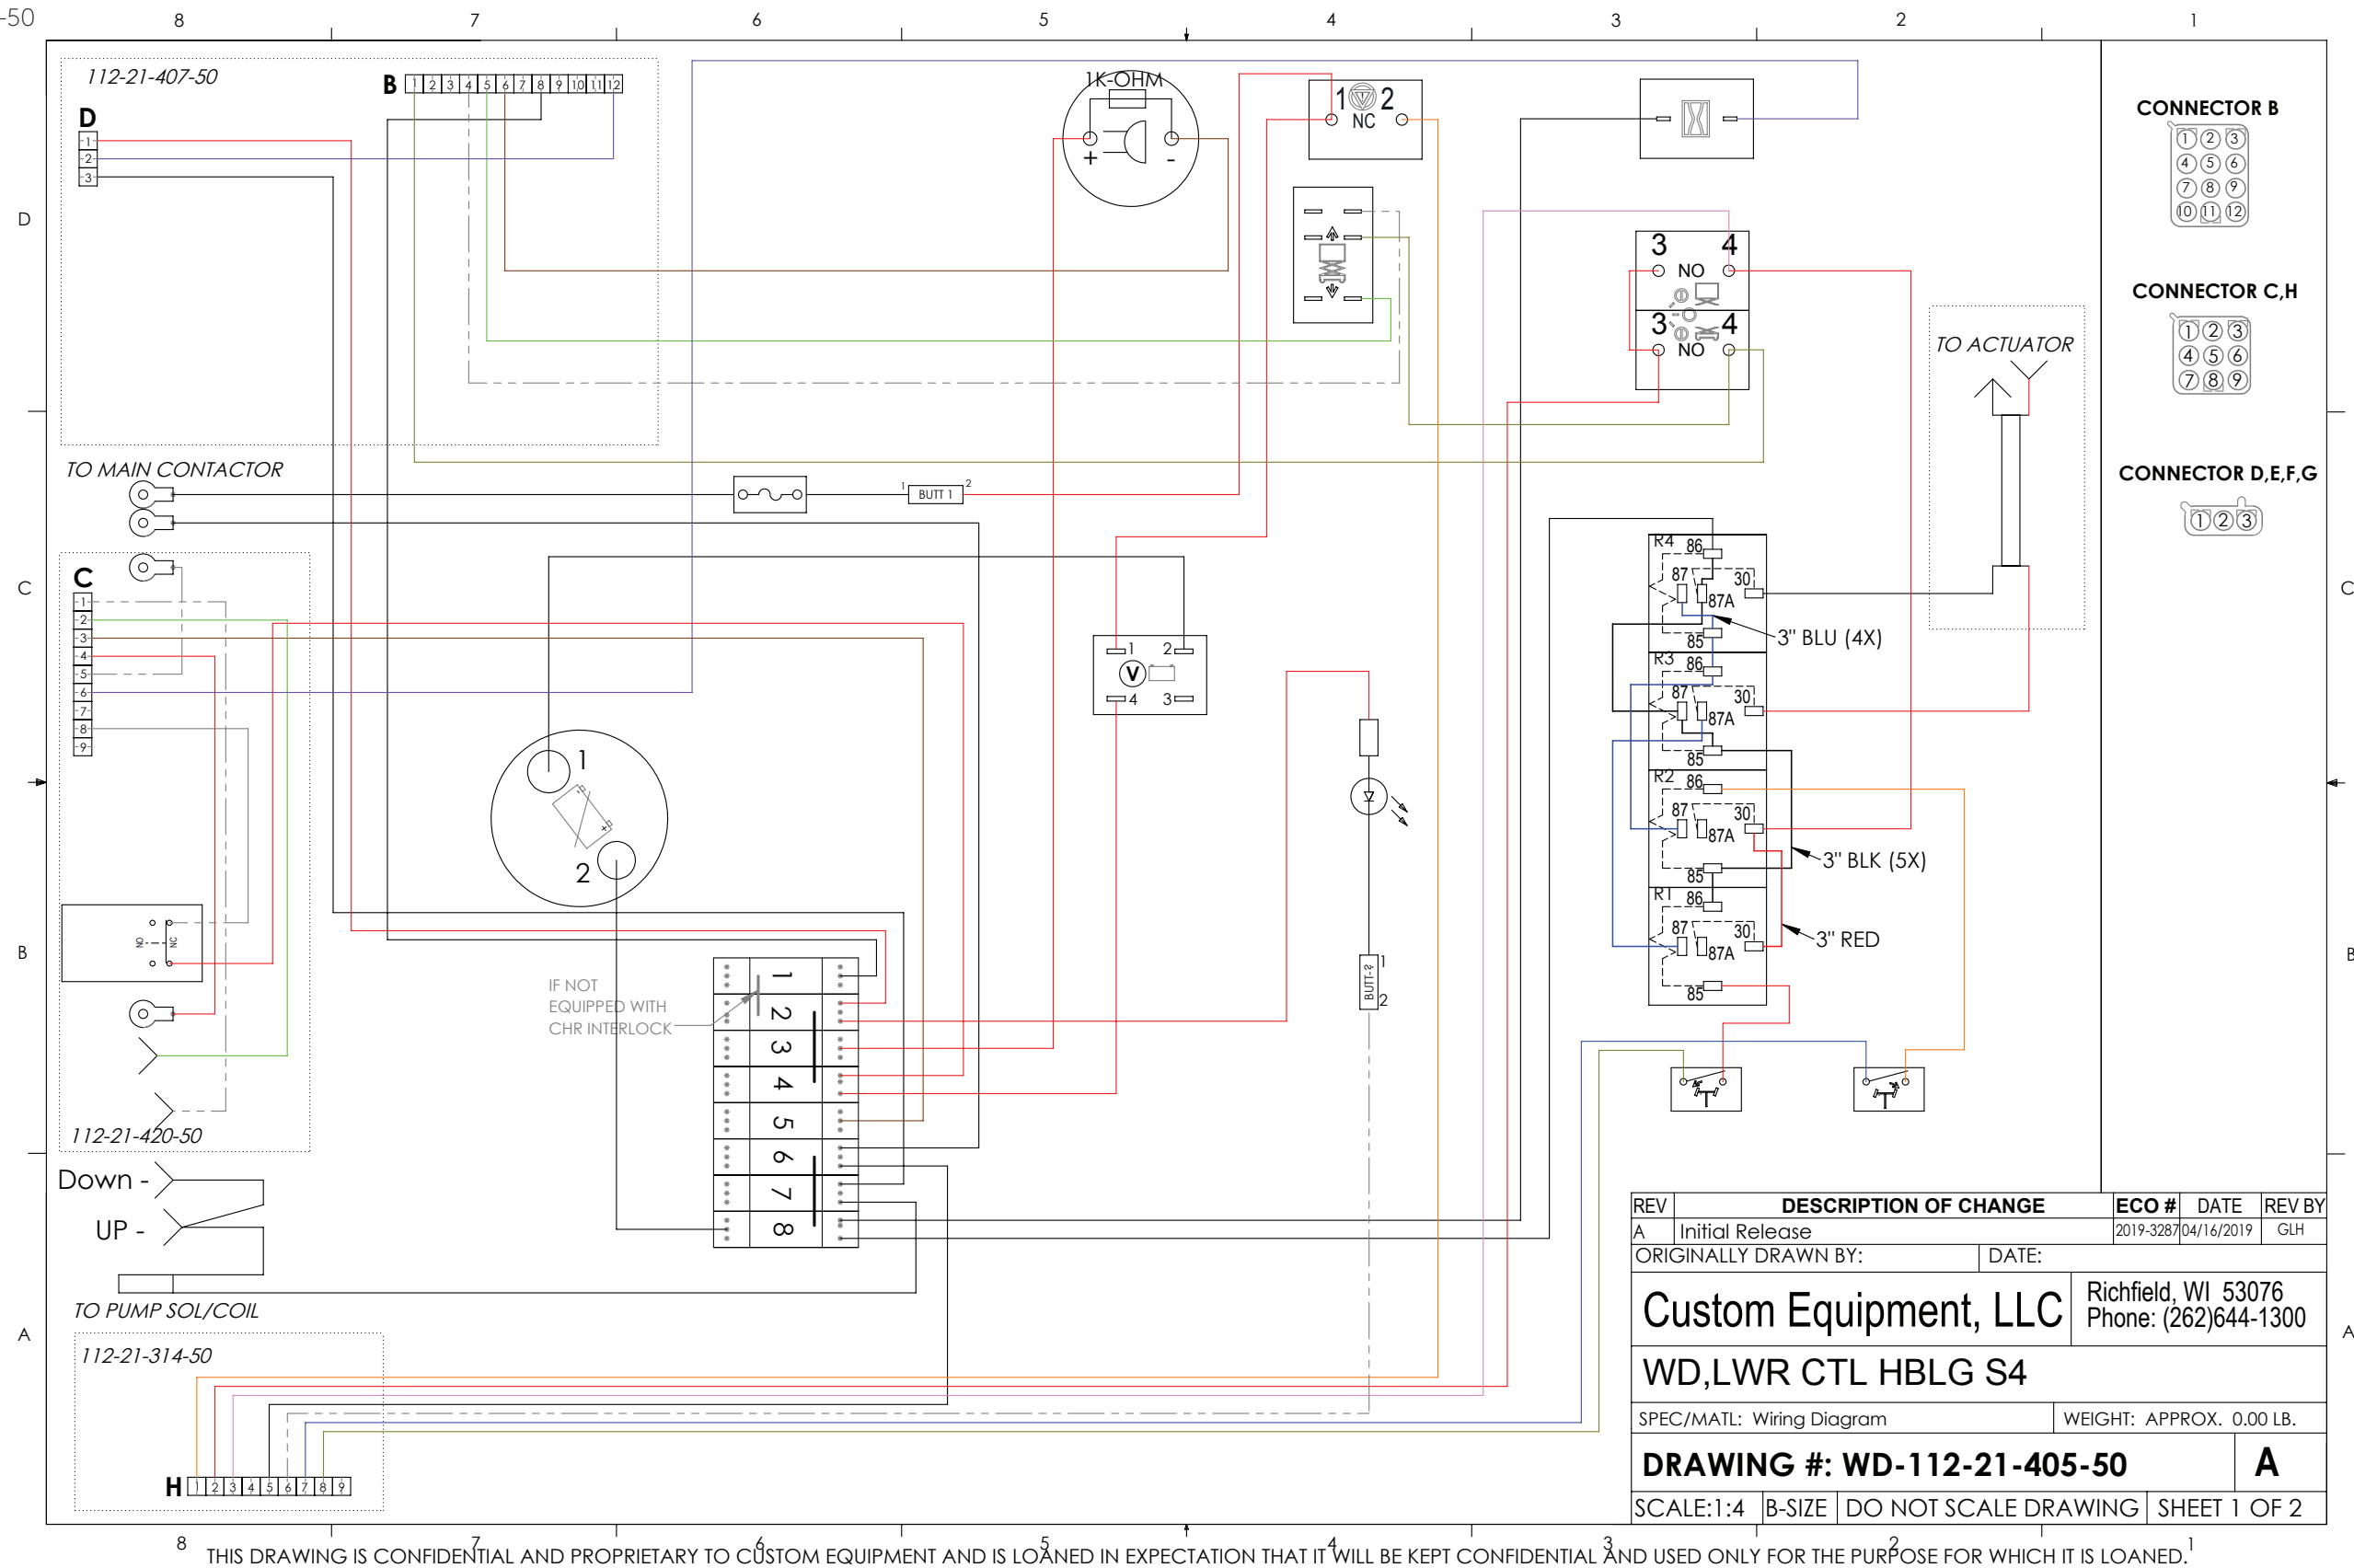 -50
8 7 6 5 4 3 2 1
112-21-407-50
B 1 2 3 4 5 6 7 8 9 10 11 12
D
1
2
3
1K-OHM
+ -
1 2
NC
3 4
NO
3 4
NO
CONNECTOR B
1 2 3
4 5 6
7 8 9
10 11 12
CONNECTOR C,H
1 2 3
4 5 6
7 8 9
CONNECTOR D,E,F,G
1 2 3
D
TO ACTUATOR
TO MAIN CONTACTOR
1 BUTT 1 2
C
C
C
1
2
3
4
5
6
7
8
9
1 2
V
4 3
R4 86
87 30
87A
85
3" BLU (4X)
R3 86
87 30
87A
85
R2 86
87 30
87A
85
3" BLK (5X)
R1 86
87 30
87A
85
3" RED
1
2
B
B
NO NC
IF NOT
EQUIPPED WITH
CHR INTERLOCK
1
2
3
4
5
6
7
8
BUTT-2
1
2
112-21-420-50
Down -
UP -
TO PUMP SOL/COIL
A
A
112-21-314-50
H 1 2 3 4 5 6 7 8 9
REV DESCRIPTION OF CHANGE ECO # DATE REV BY
A Initial Release 2019-3287 04/16/2019 GLH
ORIGINALLY DRAWN BY: DATE:
Custom Equipment, LLC
Richfield, WI 53076
Phone: (262)644-1300
WD,LWR CTL HBLG S4
SPEC/MATL: Wiring Diagram WEIGHT: APPROX. 0.00 LB.
DRAWING #: WD-112-21-405-50 A
SCALE:1:4 B-SIZE DO NOT SCALE DRAWING SHEET 1 OF 2
8 7 6 5 4 3 2 1
THIS DRAWING IS CONFIDENTIAL AND PROPRIETARY TO CUSTOM EQUIPMENT AND IS LOANED IN EXPECTATION THAT IT WILL BE KEPT CONFIDENTIAL AND USED ONLY FOR THE PURPOSE FOR WHICH IT IS LOANED.